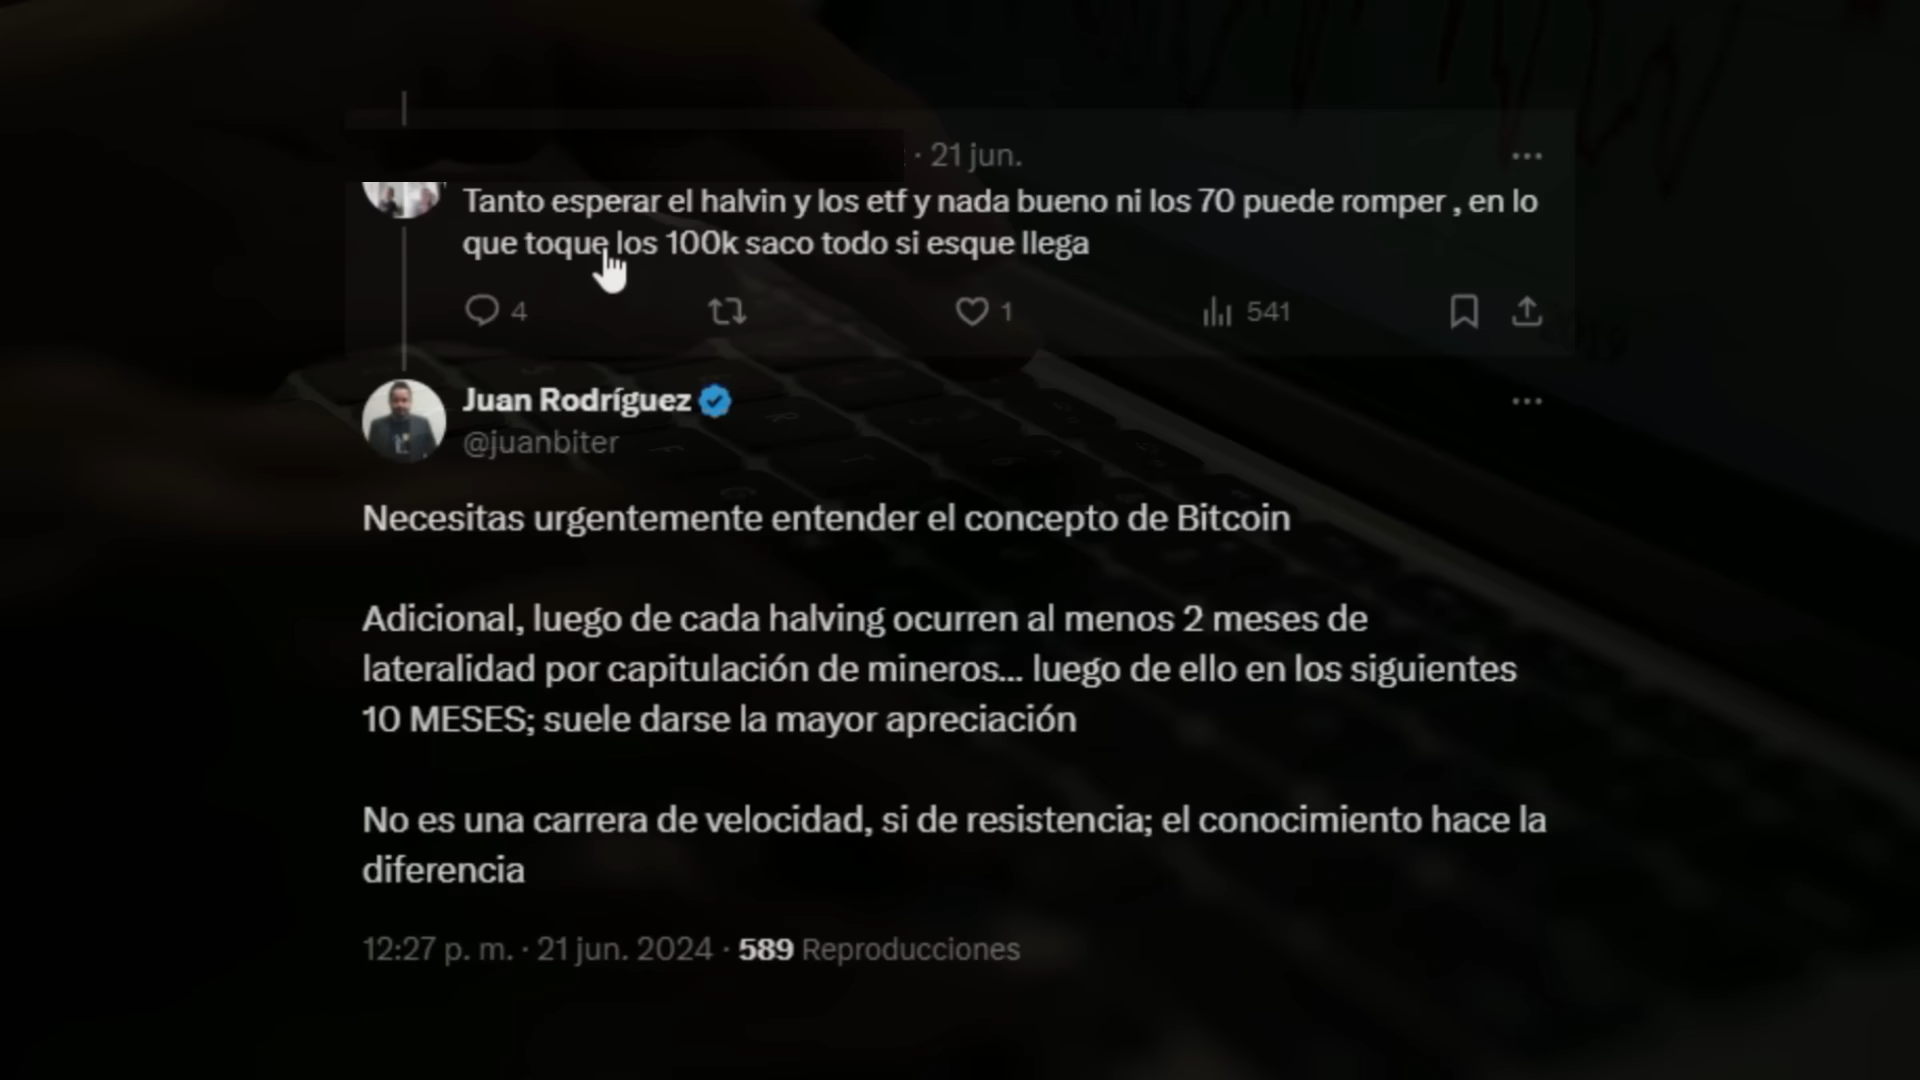 · 21 jun.
Tanto esperar el halvin y los etf y nada bueno ni los 70 puede romper , en lo
que toque los 100k saco todo si esque llega
4 1 541
Juan Rodríguez
@juanbiter
Necesitas urgentemente entender el concepto de Bitcoin
Adicional, luego de cada halving ocurren al menos 2 meses de
lateralidad por capitulación de mineros... luego de ello en los siguientes
10 MESES; suele darse la mayor apreciación
No es una carrera de velocidad, si de resistencia; el conocimiento hace la
diferencia
12:27 p. m. · 21 jun. 2024 · 589 Reproducciones